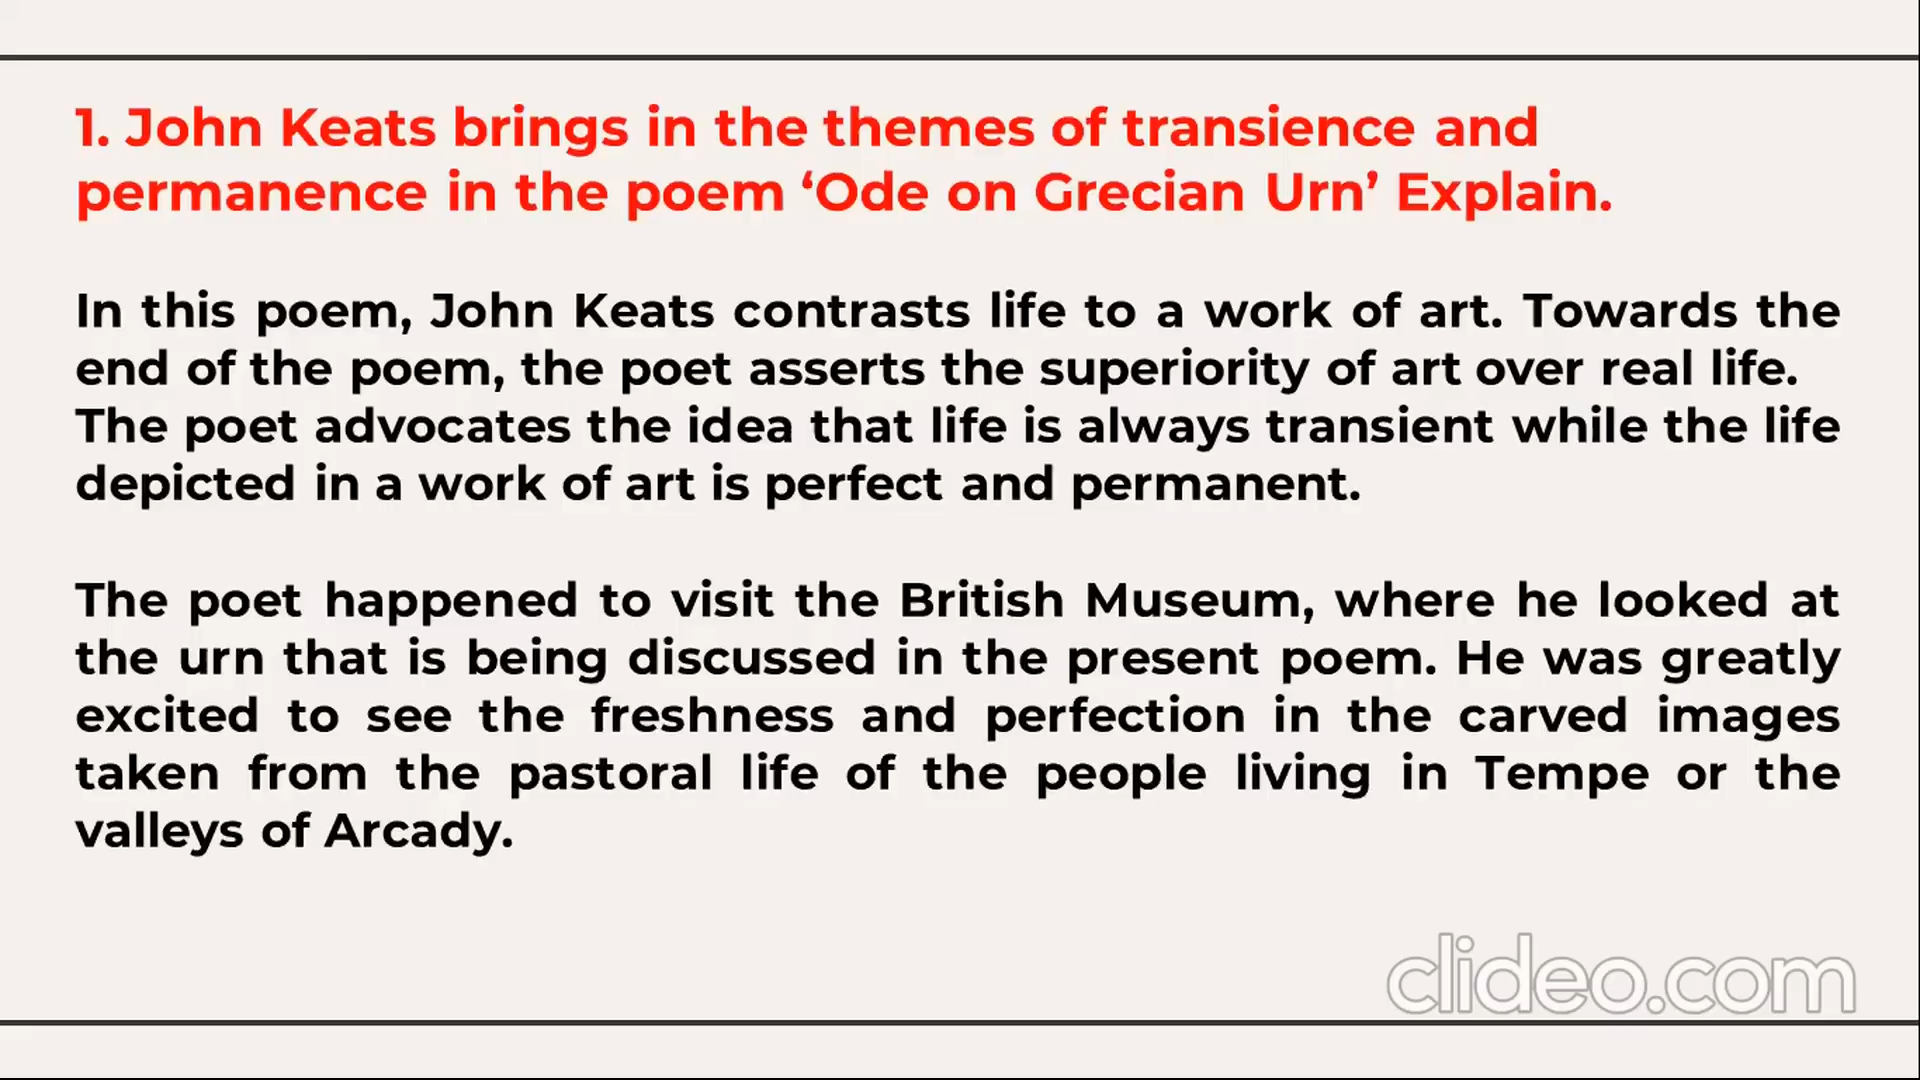 1. John Keats brings in the themes of transience and
permanence in the poem ‘Ode on Grecian Urn’ Explain.
In this poem, John Keats contrasts life to a work of art. Towards the
end of the poem, the poet asserts the superiority of art over real life.
The poet advocates the idea that life is always transient while the life
depicted in a work of art is perfect and permanent.
The poet happened to visit the British Museum, where he looked at
the urn that is being discussed in the present poem. He was greatly
excited to see the freshness and perfection in the carved images
taken from the pastoral life of the people living in Tempe or the
valleys of Arcady.
clideo.com